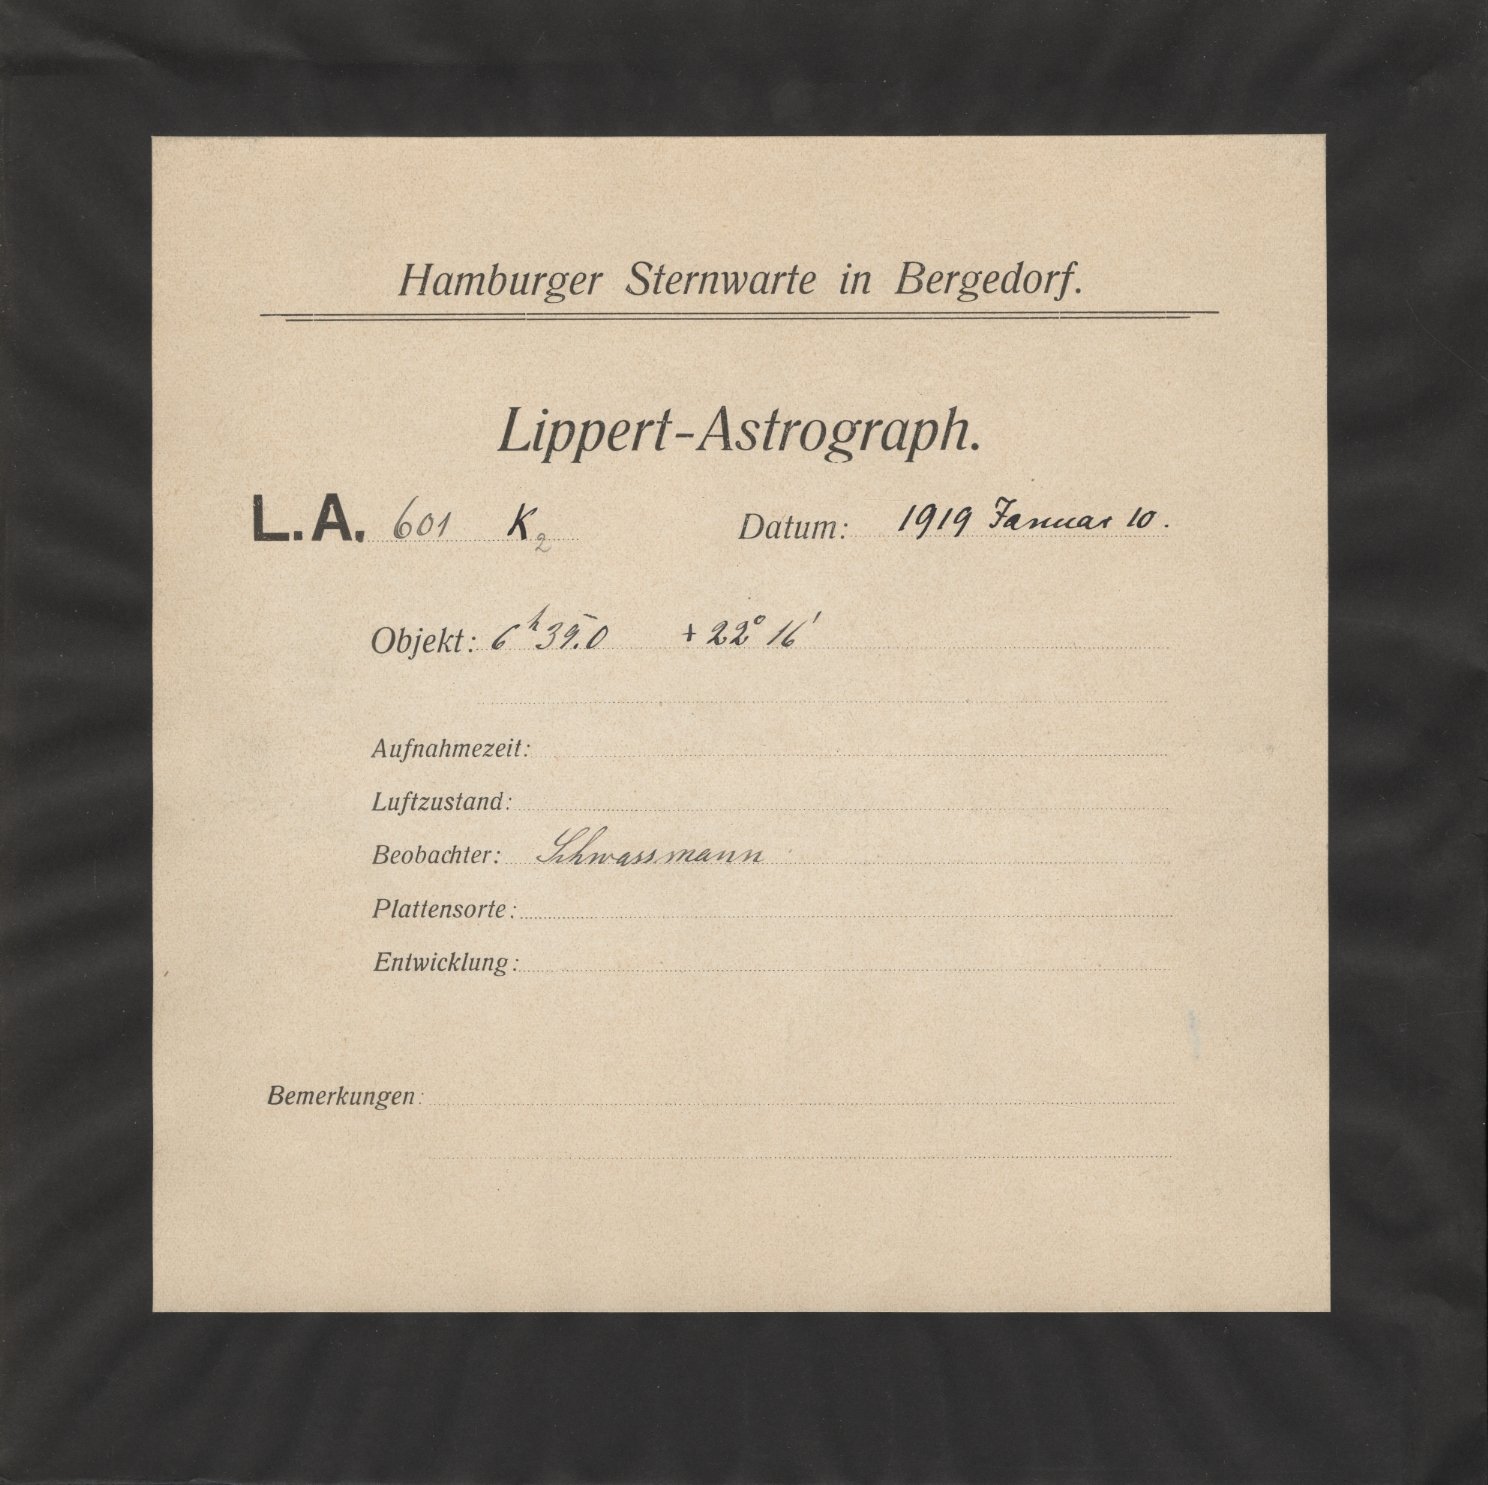 Hamburger Sternwarte in Bergedorf.
Lippert-Astrograph.
L.A. 601 K2 Datum: 1919 Januar 10.
Objekt: 6h 39.0 + 22° 16'
Aufnahmezeit:
Luftzustand:
Beobachter: Schwassmann
Plattensorte:
Entwicklung:
Bemerkungen: